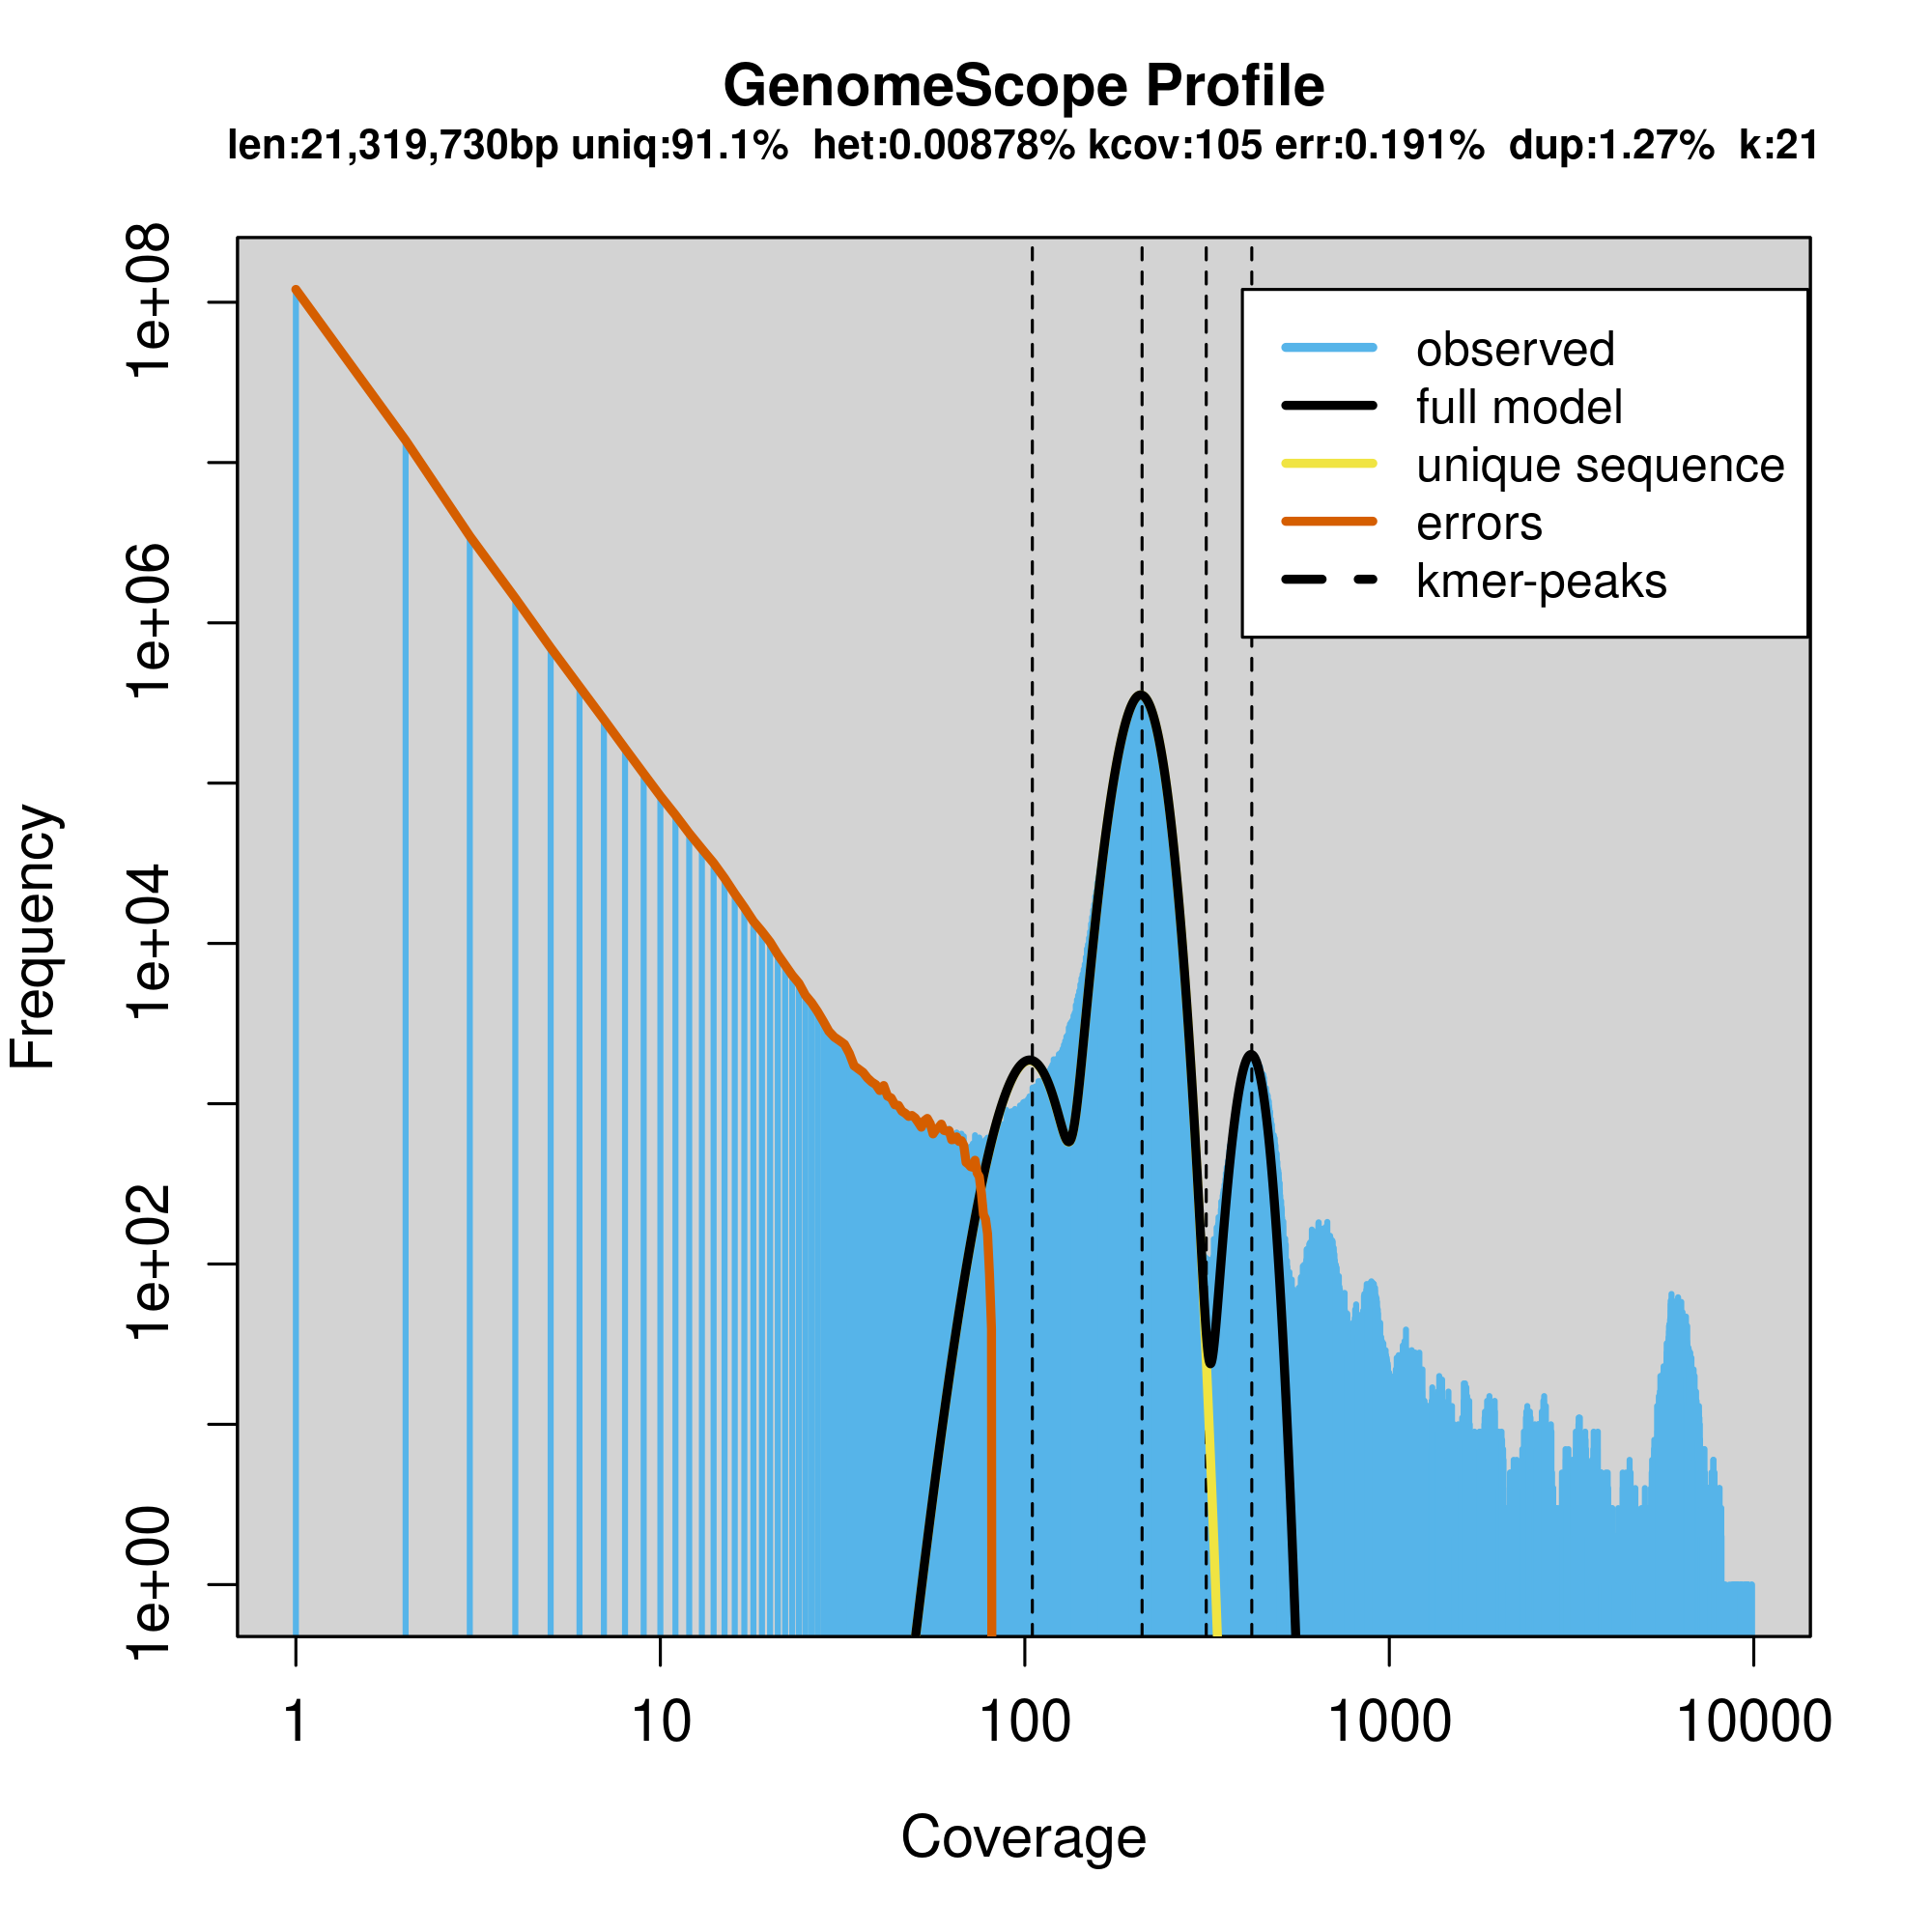 GenomeScope Profile
len:21,319,730bp uniq:91.1% het:0.00878% kcov:105 err:0.191% dup:1.27% k:21
Frequency
1e+08
1e+06
1e+04
1e+02
1e+00
observed
full model
unique sequence
errors
kmer-peaks
1 10 100 1000 10000
Coverage